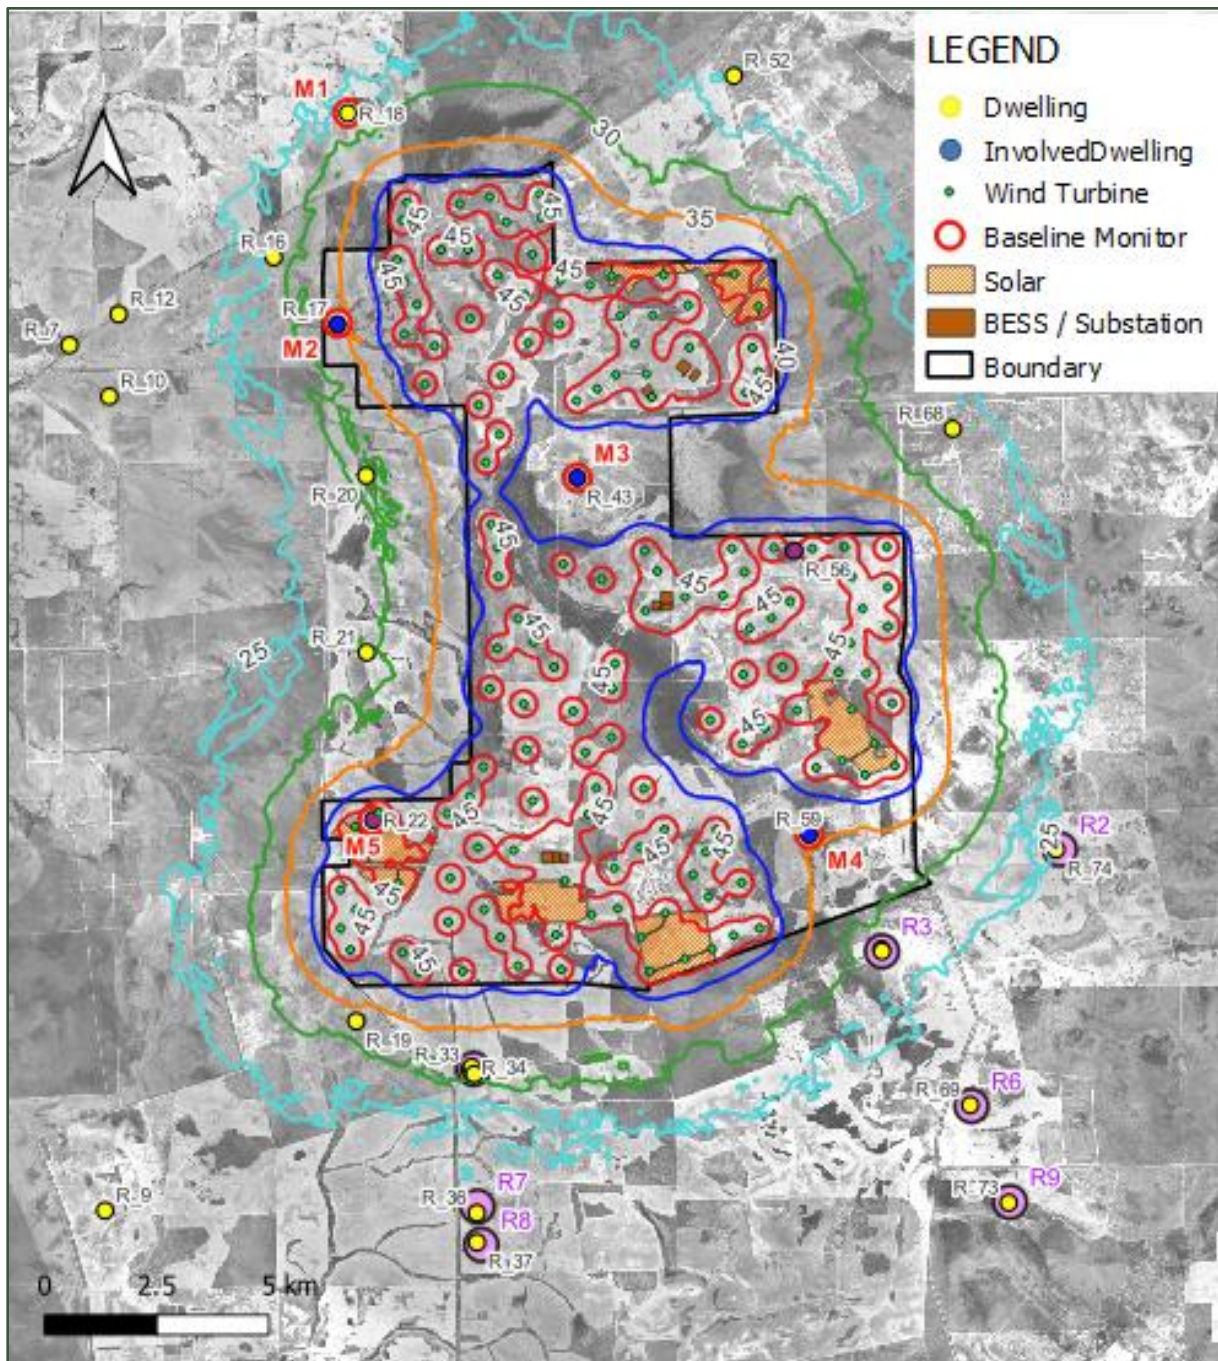 LEGEND
Dwelling
InvolvedDwelling
Wind Turbine
Baseline Monitor
Solar
BESS / Substation
Boundary
R_52
M1
R_18
30
35
45
45
45
45
45
45
R_16
R_17
M2
R_12
R_7
R_10
40
45
R_68
M3
R_43
R_20
45
R_56
45
45
45
R_21
25
45
45
45
R_22
M5
45
45
45
45
45
R_59
M4
25
R2
R_74
45
45
45
R3
R_19
R_33
R_34
R_69
R6
R_9
R_36
R7
R8
R_37
R_73
R9
0 2.5 5 km